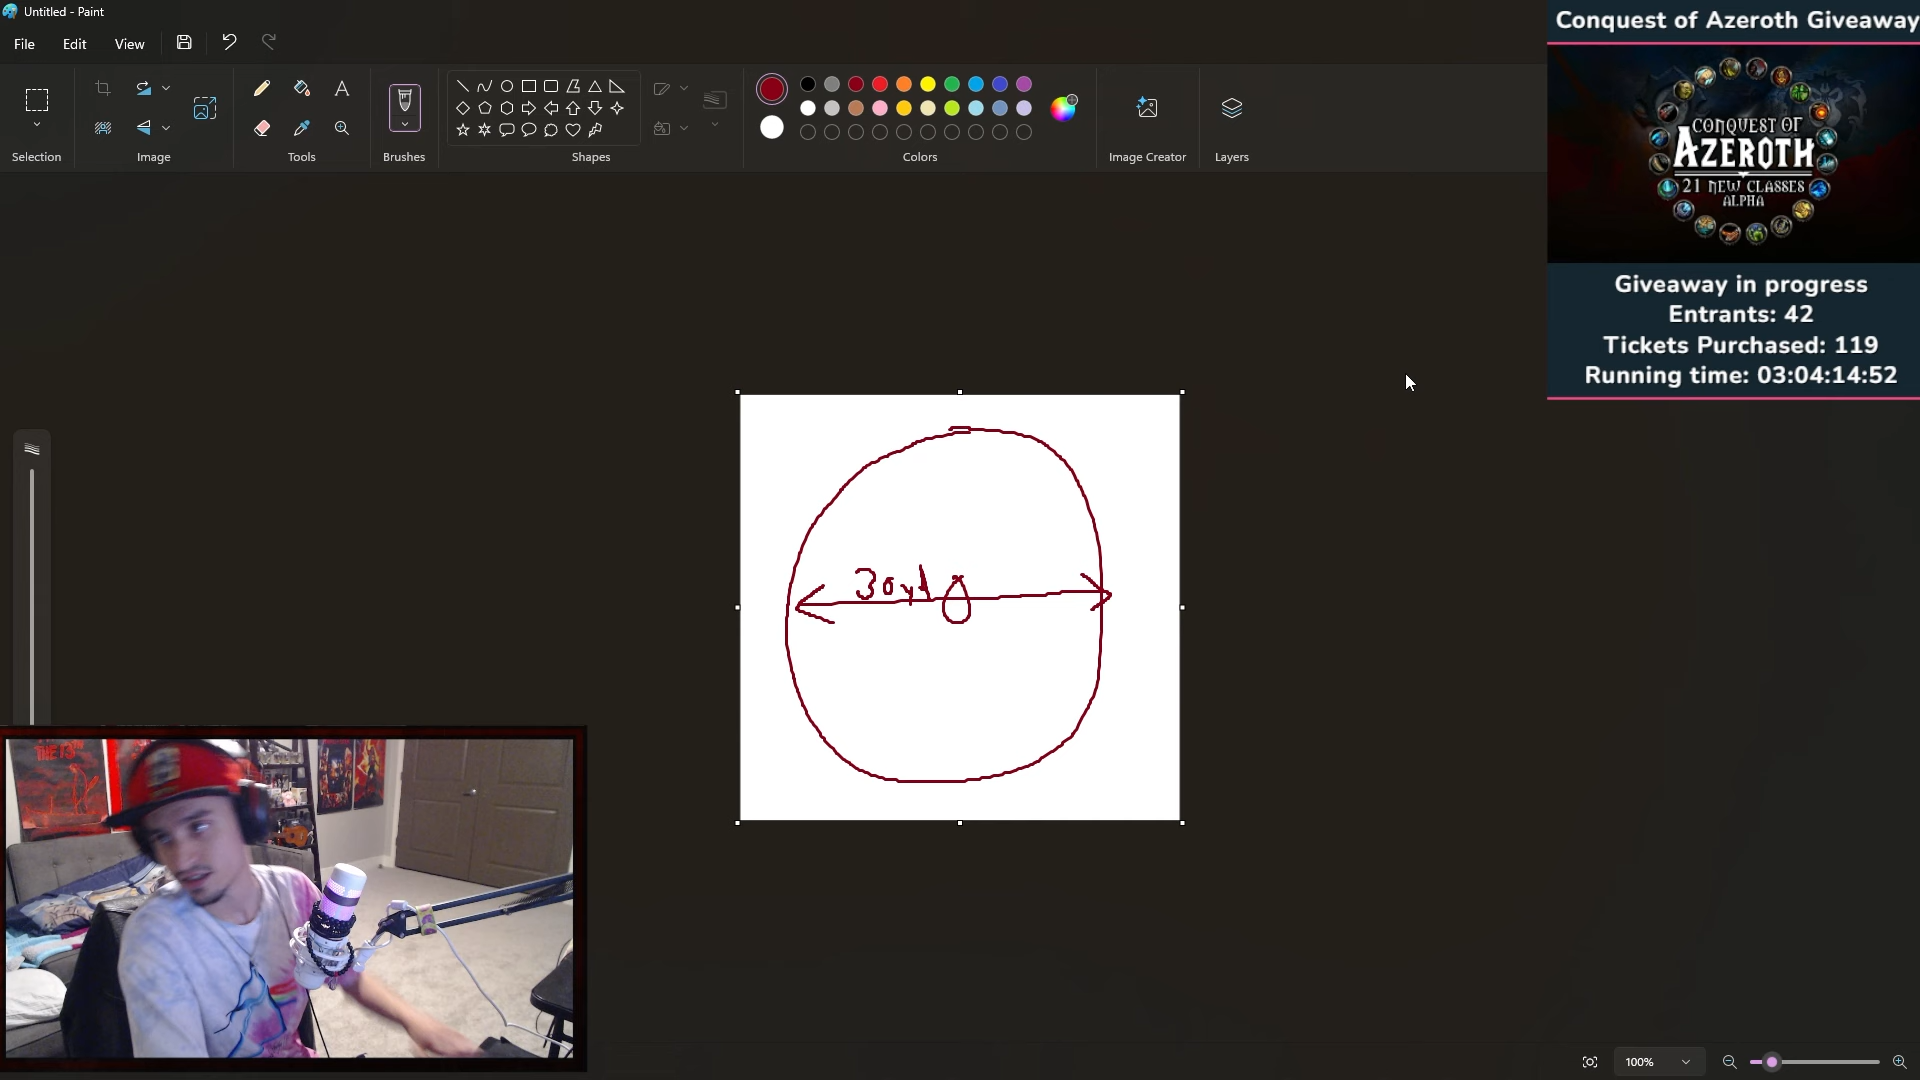 Untitled - Paint
File Edit View
Selection Image Tools Brushes Shapes Colors Image Creator Layers
30yd
100%
Conquest of Azeroth Giveaway
CONQUEST OF
AZEROTH
21 NEW CLASSES
ALPHA
Giveaway in progress
Entrants: 42
Tickets Purchased: 119
Running time: 03:04:14:52